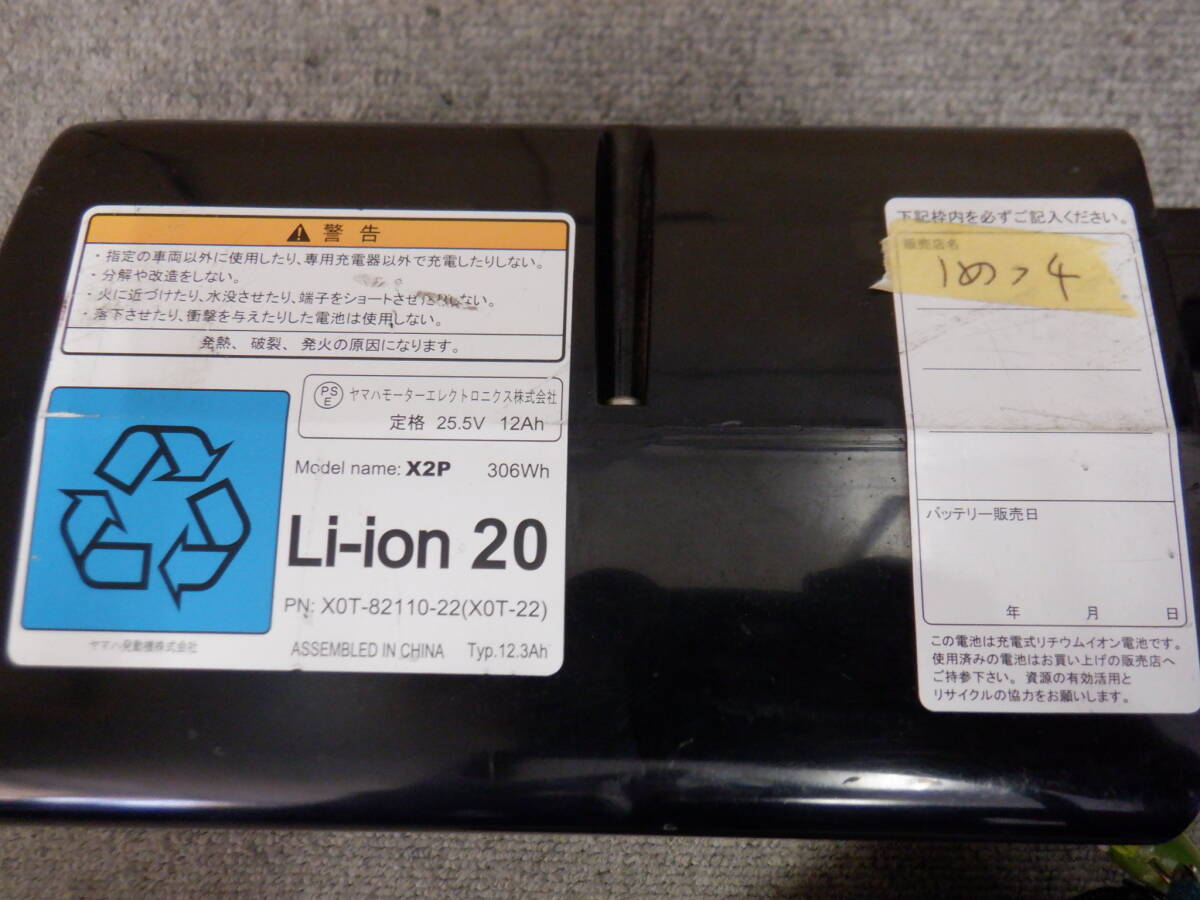 警告
・指定の車両以外に使用したり、専用充電器以外で充電したりしない。
・分解や改造をしない。
・火に近づけたり、水没させたり、端子をショートさせたりしない。
・落下させたり、衝撃を与えたりした電池は使用しない。
発熱、破裂、発火の原因になります。
PSE ヤマハモーターエレクトロニクス株式会社
定格 25.5V 12Ah
Model name: X2P 306Wh
Li-ion 20
PN: X0T-82110-22(X0T-22)
ASSEMBLED IN CHINA Typ.12.3Ah
ヤマハ発動機株式会社
下記枠内を必ずご記入ください。
販売店名
1めっ4
バッテリー販売日
年 月 日
この電池は充電式リチウムイオン電池です。
使用済みの電池はお買い上げの販売店へ
ご持参下さい。資源の有効活用と
リサイクルの協力をお願いします。